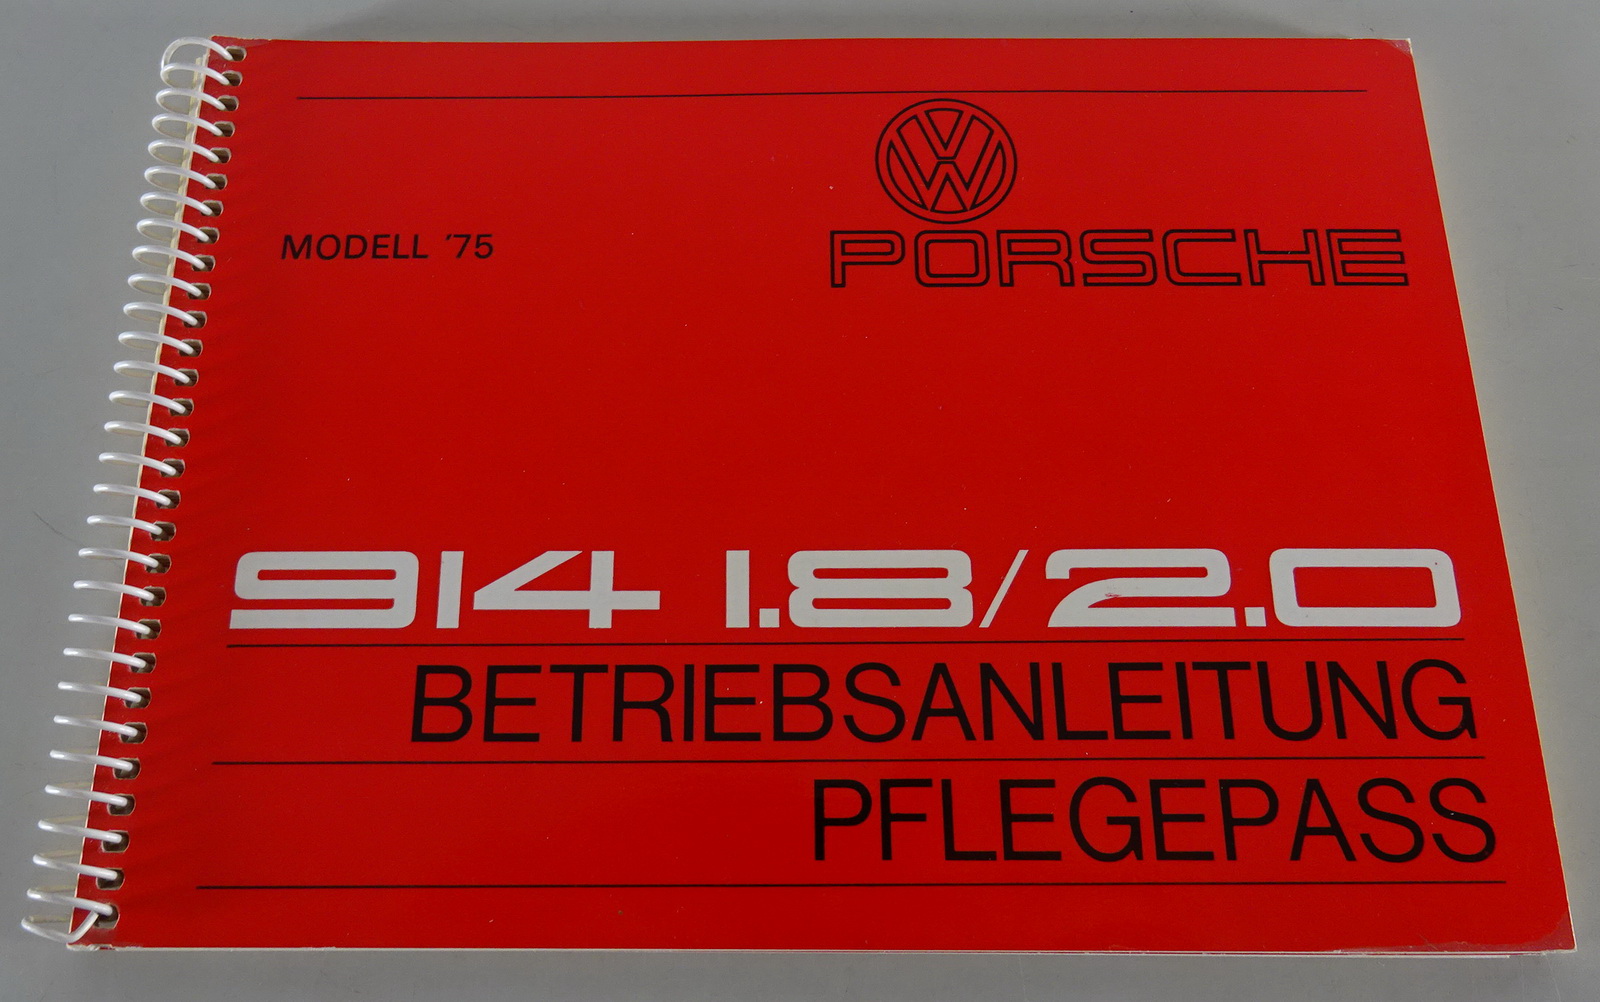 VW
MODELL '75
PORSCHE
914 1.8/2.0
BETRIEBSANLEITUNG
PFLEGEPASS